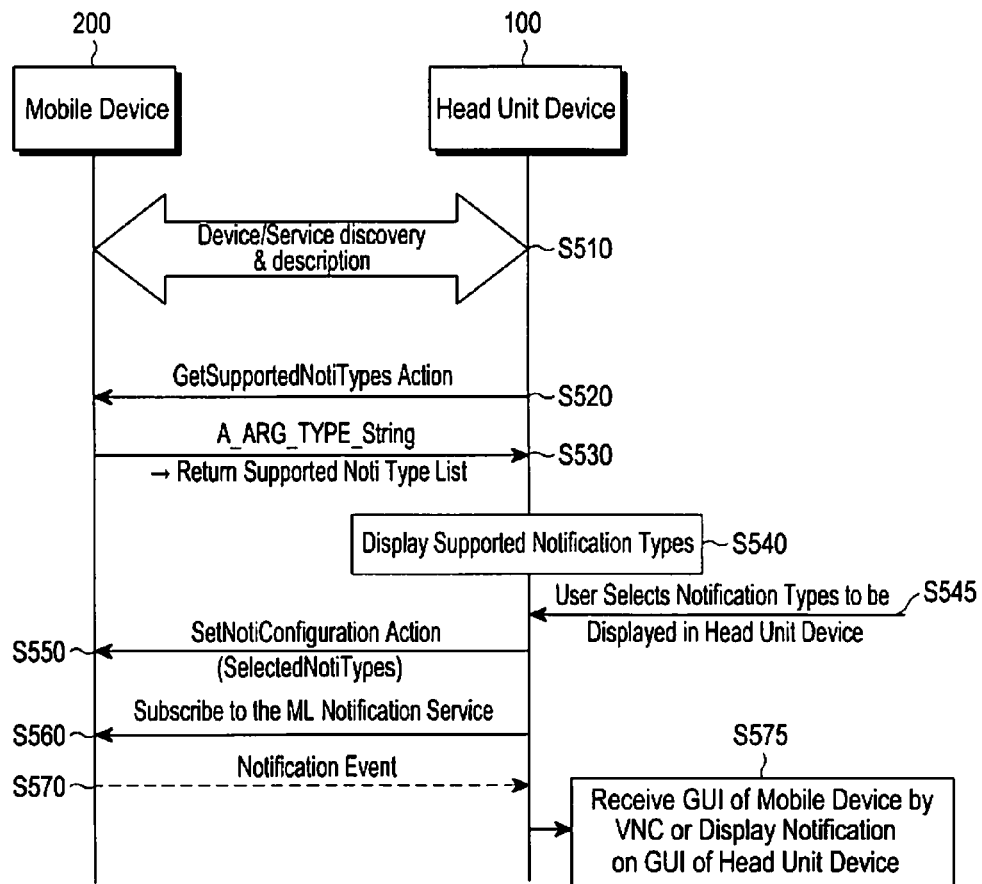 200
100
Mobile Device
Head Unit Device
Device/Service discovery
& description
S510
GetSupportedNotiTypes Action
S520
A_ARG_TYPE_String
→ Return Supported Noti Type List
S530
Display Supported Notification Types
S540
User Selects Notification Types to be
Displayed in Head Unit Device
S545
SetNotiConfiguration Action
(SelectedNotiTypes)
S550
Subscribe to the ML Notification Service
S560
Notification Event
S570
S575
Receive GUI of Mobile Device by
VNC or Display Notification
on GUI of Head Unit Device